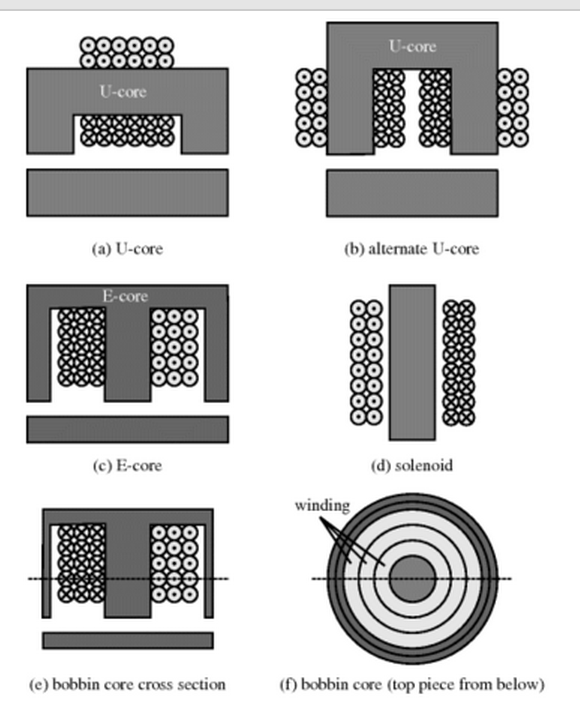 U-core
U-core
(a) U-core
(b) alternate U-core
E-core
(c) E-core
(d) solenoid
winding
(e) bobbin core cross section
(f) bobbin core (top piece from below)